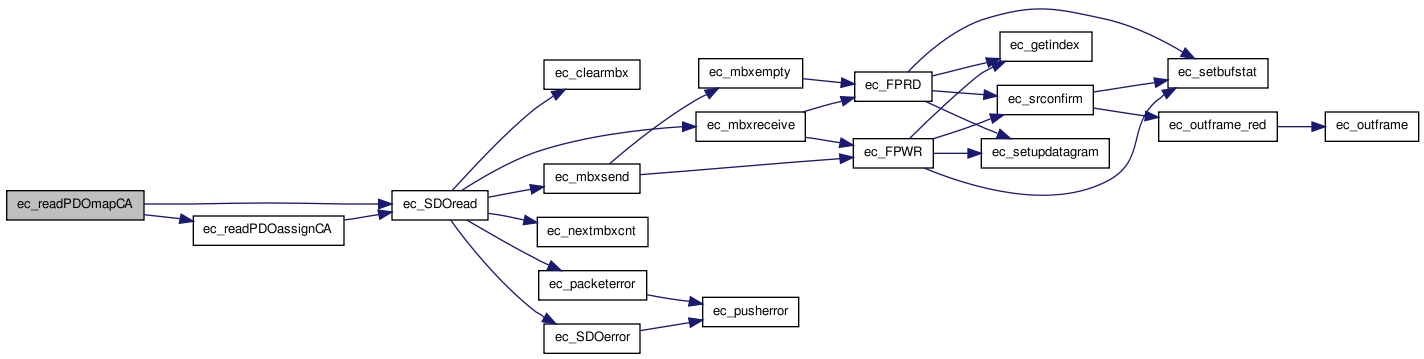 ec_readPDOmapCA
ec_readPDOassignCA
ec_SDOread
ec_clearmbx
ec_mbxreceive
ec_mbxsend
ec_nextmbxcnt
ec_packeterror
ec_SDOerror
ec_mbxempty
ec_pusherror
ec_FPRD
ec_FPWR
ec_getindex
ec_srconfirm
ec_setupdatagram
ec_setbufstat
ec_outframe_red
ec_outframe